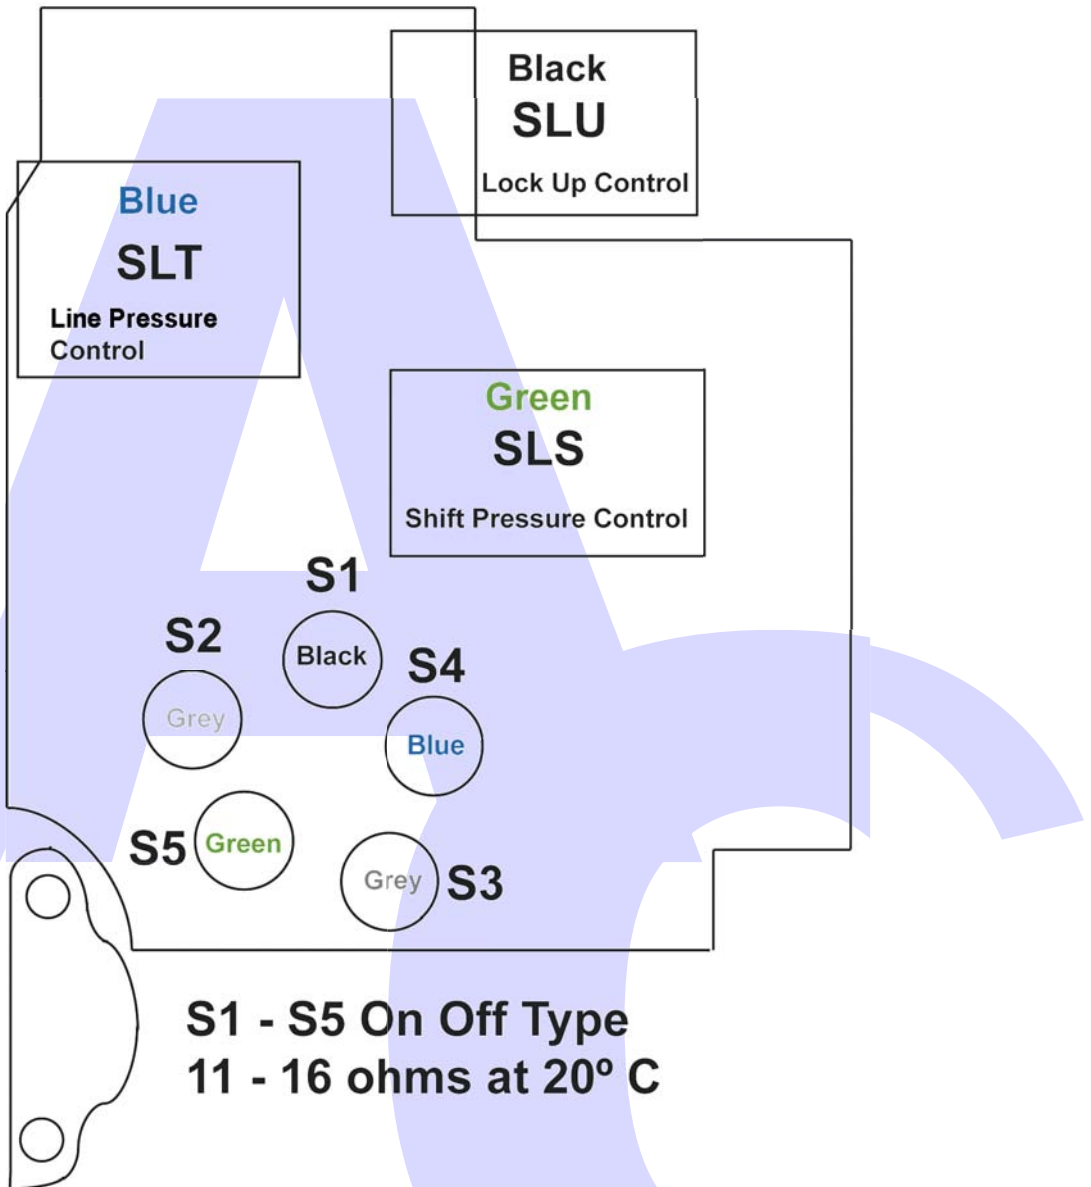 Black
SLU
Lock Up Control
Blue
SLT
Line Pressure
Control
Green
SLS
Shift Pressure Control
S1
Black
S2
Grey
S4
Blue
S5
Green
Grey
S3
S1 - S5 On Off Type
11 - 16 ohms at 20º C